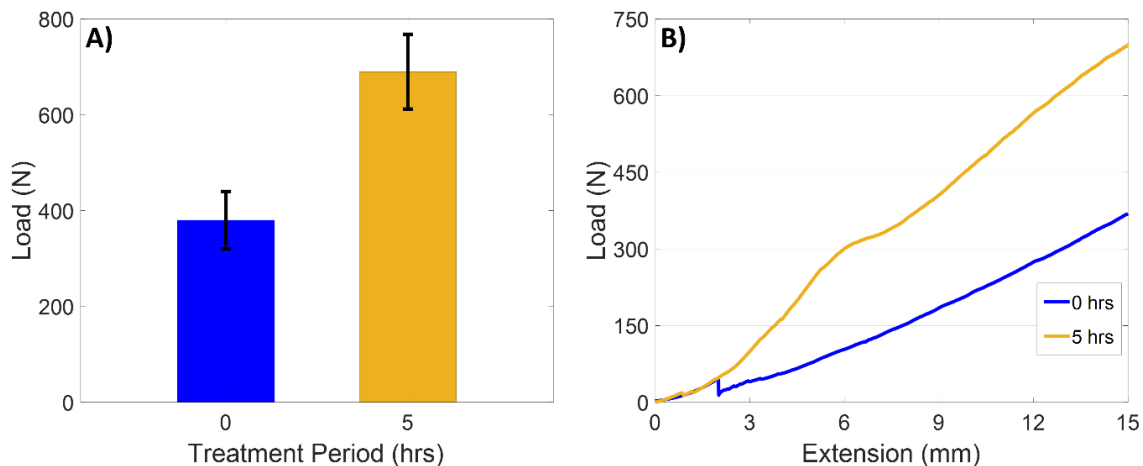 A)
800
600
400
200
0
Load (N)
0 5
Treatment Period (hrs)
B)
750
600
450
300
150
0
Load (N)
0 hrs
5 hrs
0 3 6 9 12 15
Extension (mm)